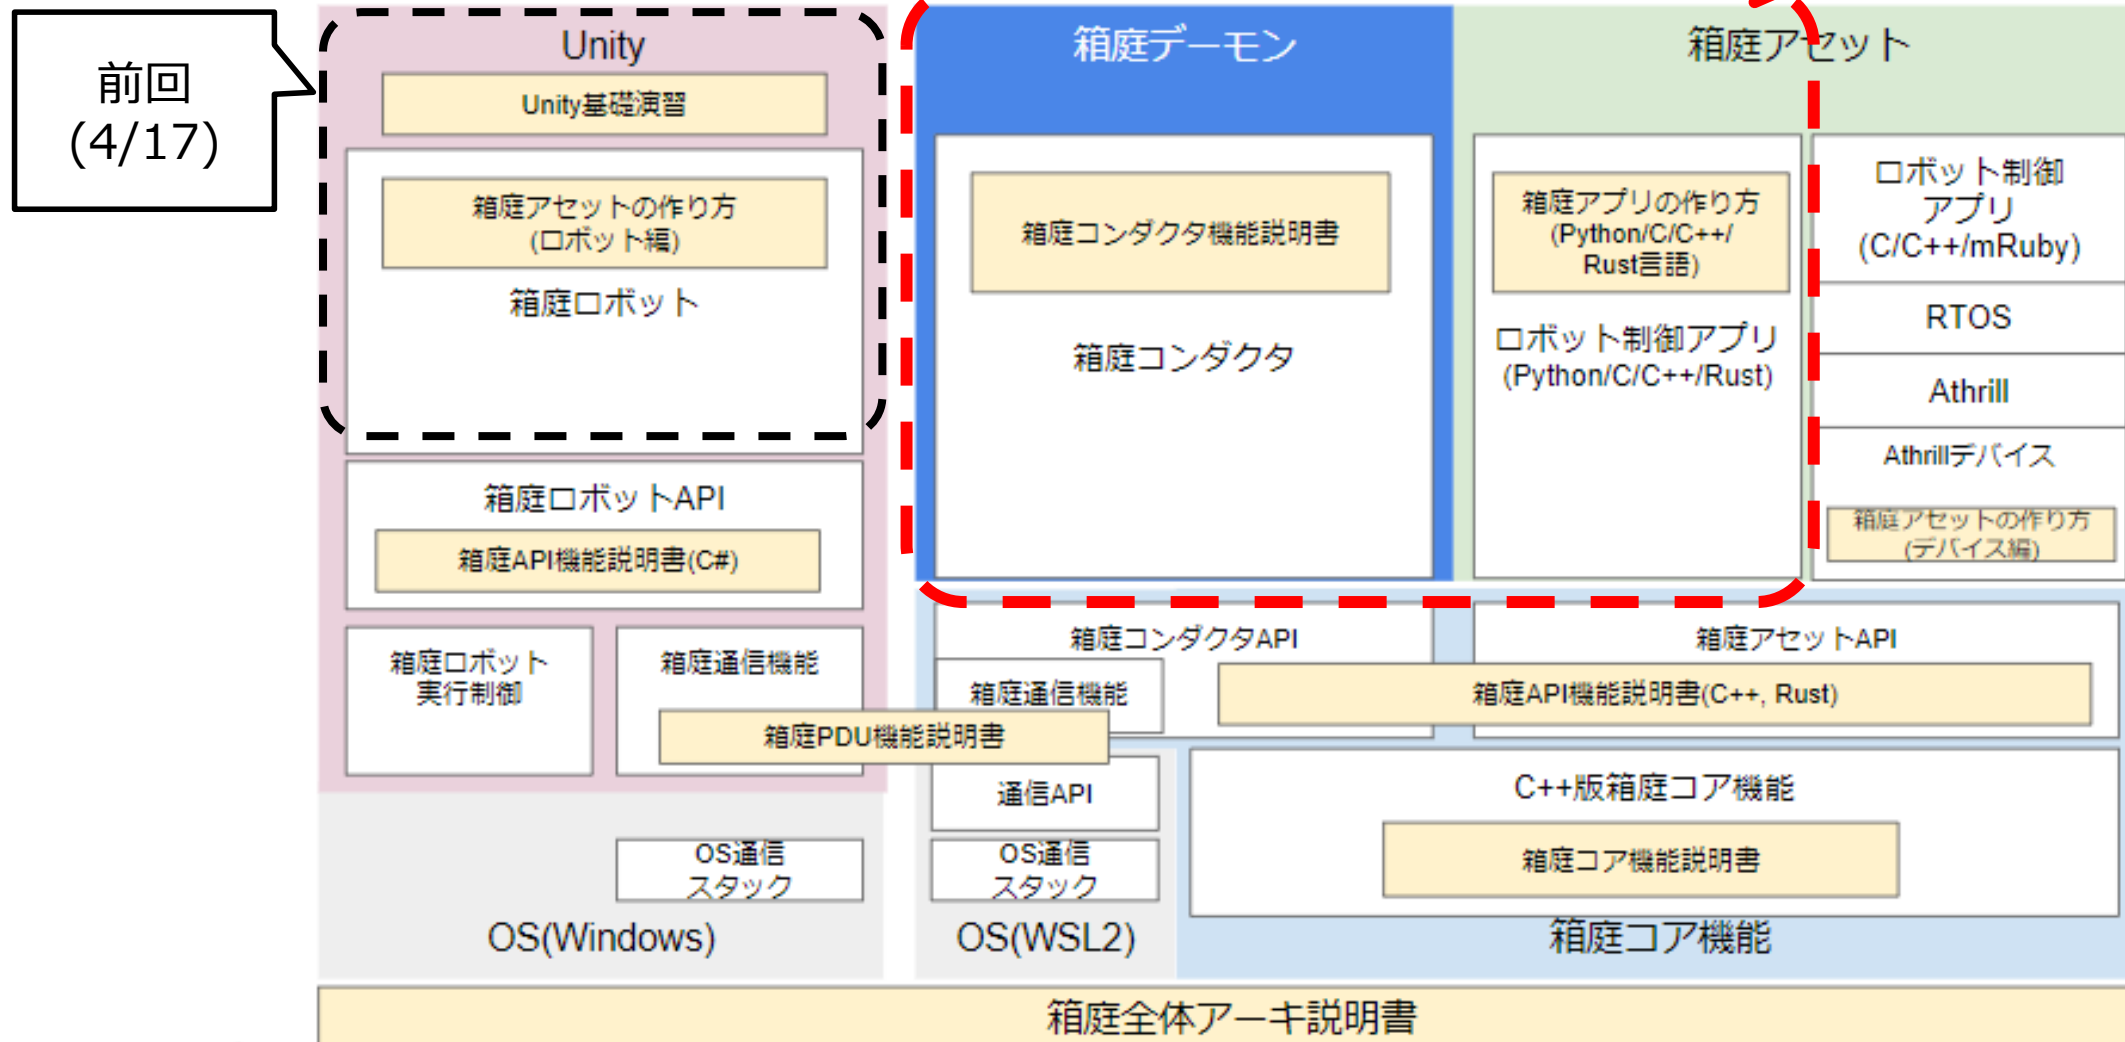 前回
(4/17)
Unity
Unity基礎演習
箱庭アセットの作り方
(ロボット編)
箱庭ロボット
箱庭ロボットAPI
箱庭API機能説明書(C#)
箱庭ロボット
実行制御
箱庭通信機能
箱庭PDU機能説明書
OS通信
スタック
OS(Windows)
箱庭デーモン
箱庭コンダクタ機能説明書
箱庭コンダクタ
箱庭アセット
箱庭アプリの作り方
(Python/C/C++/
Rust言語)
ロボット制御アプリ
(Python/C/C++/Rust)
ロボット制御
アプリ
(C/C++/mRuby)
RTOS
Athrill
Athrillデバイス
箱庭アセットの作り方
(デバイス編)
箱庭コンダクタAPI
箱庭アセットAPI
箱庭通信機能
箱庭API機能説明書(C++, Rust)
通信API
OS通信
スタック
OS(WSL2)
C++版箱庭コア機能
箱庭コア機能説明書
箱庭コア機能
箱庭全体アーキ説明書